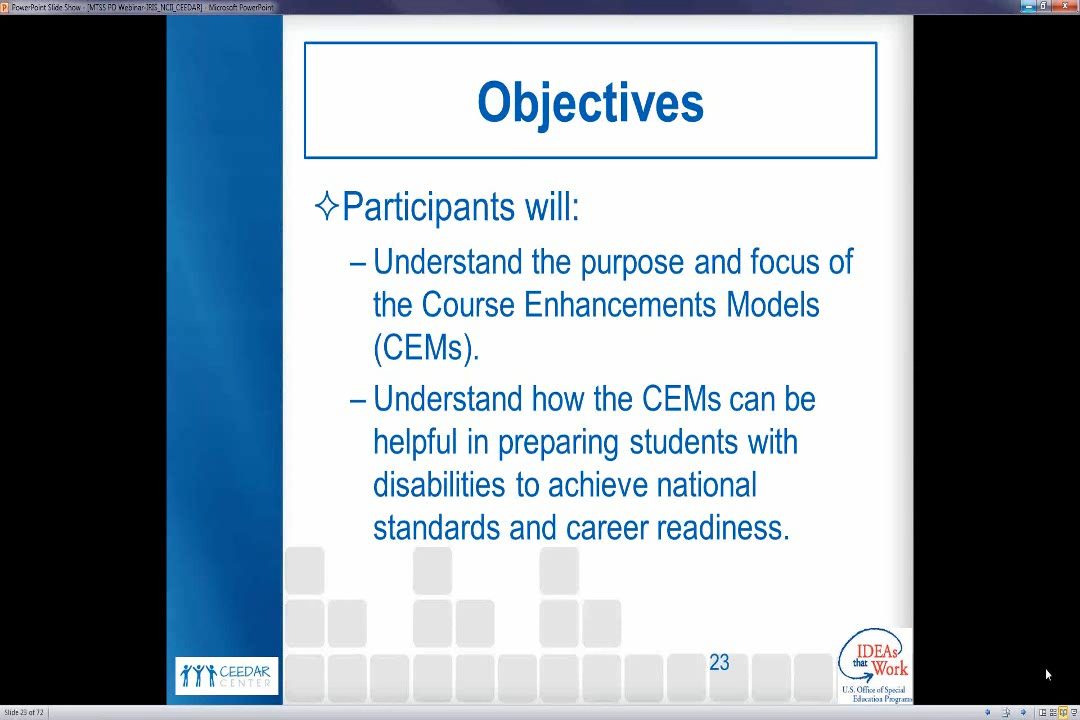 PowerPoint Slide Show - [MTSS PD Webinar-IRIS_NCII_CEEDAR] - Microsoft PowerPoint
Objectives
Participants will:
– Understand the purpose and focus of
the Course Enhancements Models
(CEMs).
– Understand how the CEMs can be
helpful in preparing students with
disabilities to achieve national
standards and career readiness.
CEEDAR
CENTER
23
IDEAs
that Work
U.S. Office of Special
Education Programs
Slide 23 of 72